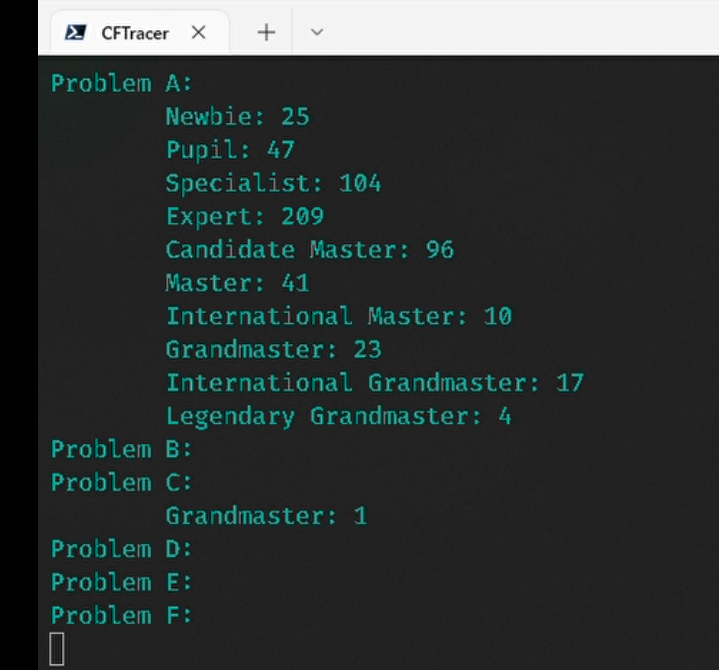 CFTracer
Problem A:
Newbie: 25
Pupil: 47
Specialist: 104
Expert: 209
Candidate Master: 96
Master: 41
International Master: 10
Grandmaster: 23
International Grandmaster: 17
Legendary Grandmaster: 4
Problem B:
Problem C:
Grandmaster: 1
Problem D:
Problem E:
Problem F: